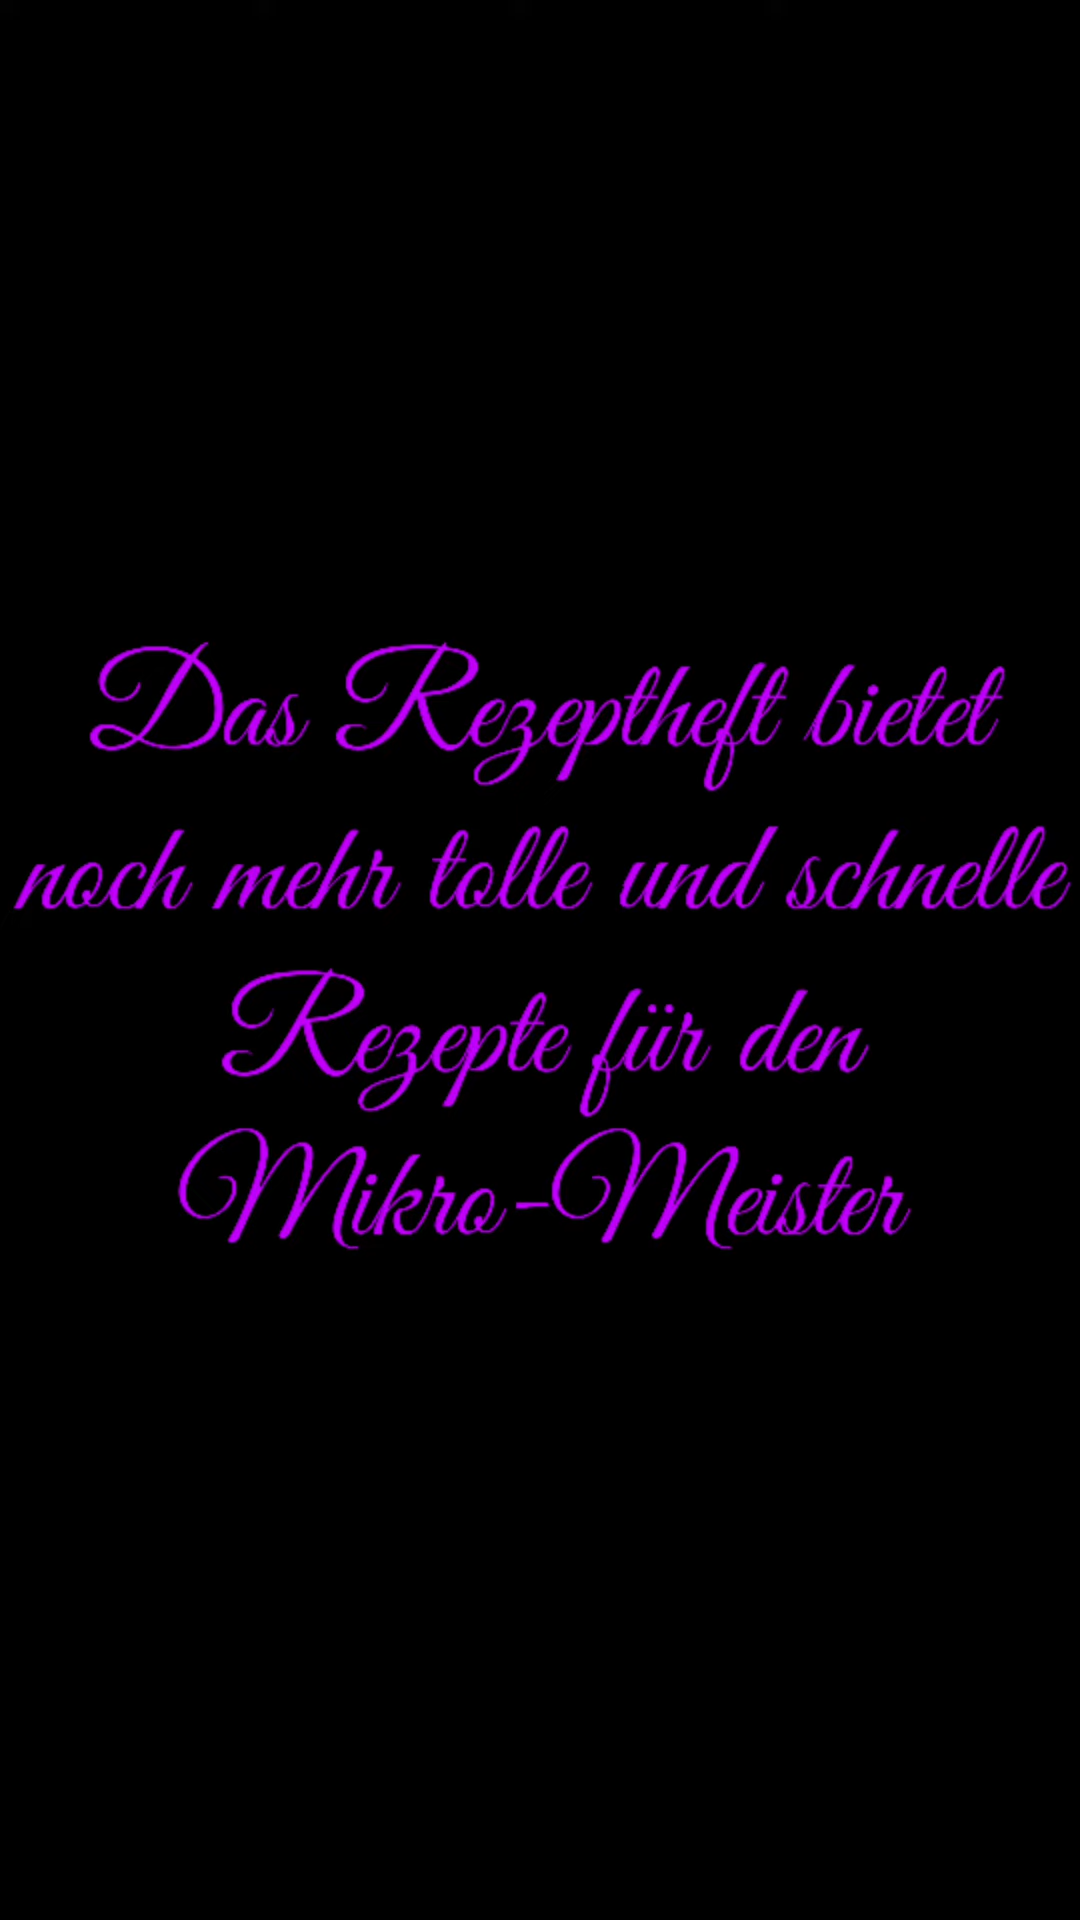 Das Rezeptheft bietet
noch mehr tolle und schnelle
Rezepte für den
Mikro-Meister